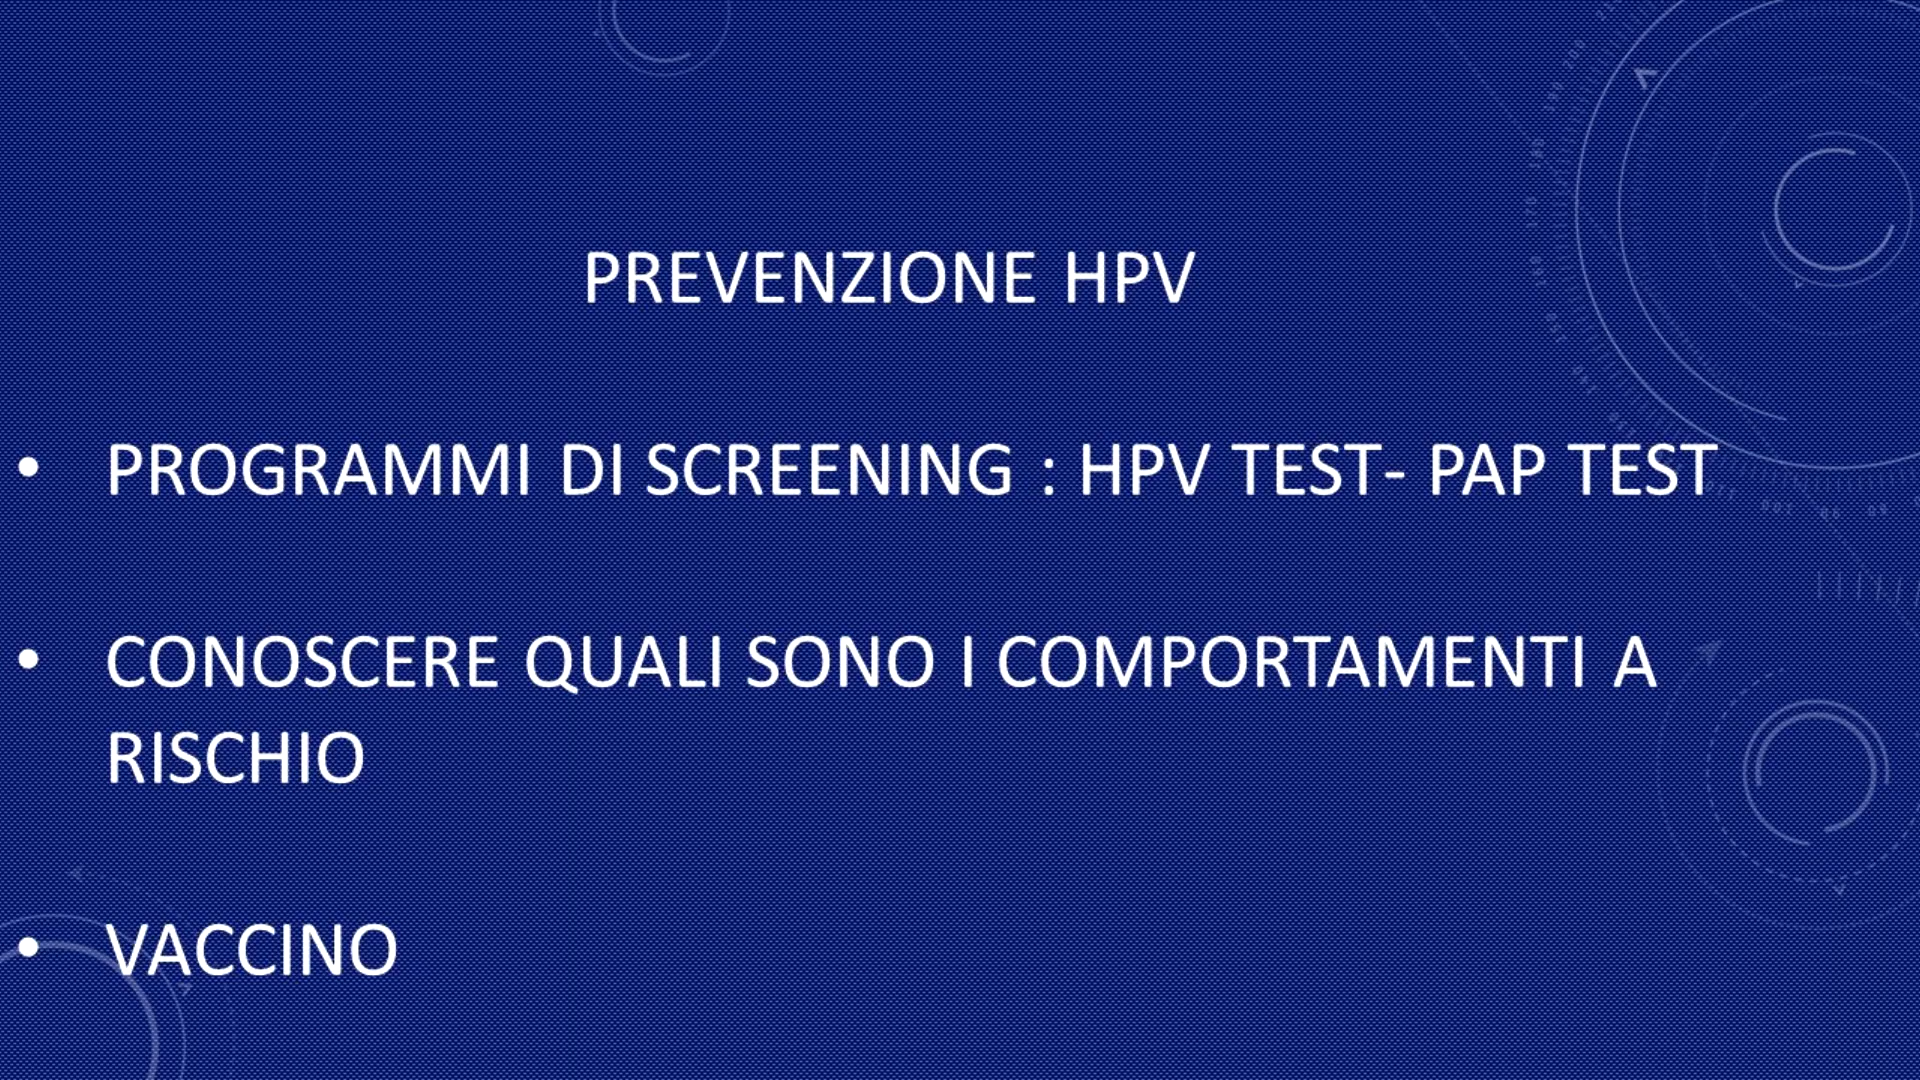 PREVENZIONE HPV
• PROGRAMMI DI SCREENING : HPV TEST- PAP TEST
• CONOSCERE QUALI SONO I COMPORTAMENTI A
RISCHIO
• VACCINO